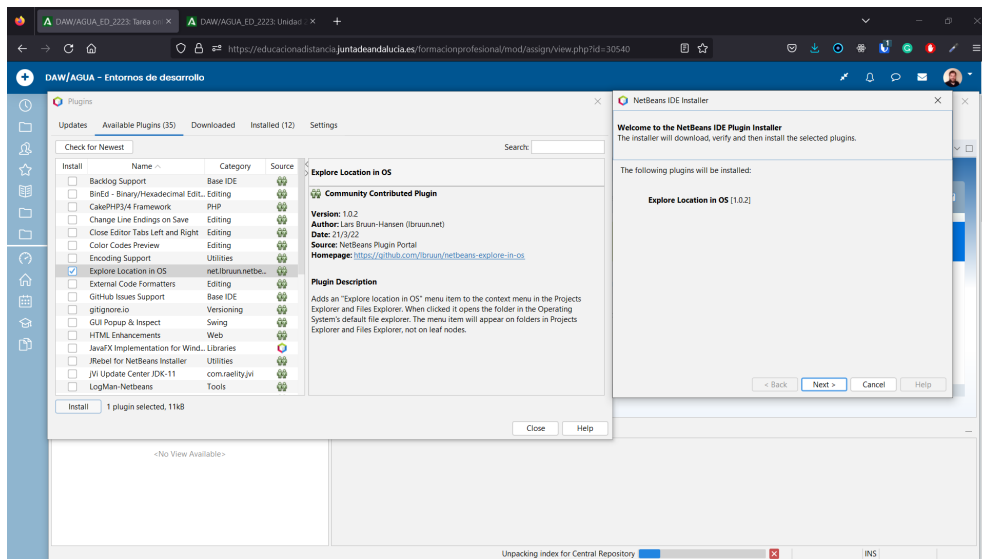 DAW/AGUA_ED_2223: Tarea on
DAW/AGUA_ED_2223: Unidad
https://educacionadistancia.juntadeandalucia.es/formacionprofesional/mod/assign/view.php?id=30540
DAW/AGUA - Entornos de desarrollo
Plugins
Updates Available Plugins (35) Downloaded Installed (12) Settings
Check for Newest
Search:
Install Name Category Source
Backlog Support Base IDE
BinEd - Binary/Hexadecimal Edit... Editing
CakePHP3/4 Framework PHP
Change Line Endings on Save Editing
Close Editor Tabs Left and Right Editing
Color Codes Preview Editing
Encoding Support Utilities
Explore Location in OS net.lbruun.netbe...
External Code Formatters Editing
GitHub Issues Support Base IDE
gitignore.io Versioning
GUI Popup & Inspect Swing
HTML Enhancements Web
JavaFX Implementation for Wind... Libraries
JRebel for NetBeans Installer Utilities
jVi Update Center JDK-11 com.raelity.jvi
LogMan-Netbeans Tools
Install 1 plugin selected, 11kB
Explore Location in OS
Community Contributed Plugin
Version: 1.0.2
Author: Lars Bruun-Hansen (lbruun.net)
Date: 21/3/22
Source: NetBeans Plugin Portal
Homepage: https://github.com/lbruun/netbeans-explore-in-os
Plugin Description
Adds an "Explore location in OS" menu item to the context menu in the Projects
Explorer and Files Explorer. When clicked it opens the folder in the Operating
System's default file explorer. The menu item will appear on folders in Projects
Explorer and Files Explorer, not on leaf nodes.
Close Help
NetBeans IDE Installer
Welcome to the NetBeans IDE Plugin Installer
The installer will download, verify and then install the selected plugins.
The following plugins will be installed:
Explore Location in OS [1.0.2]
< Back Next > Cancel Help
<No View Available>
Unpacking index for Central Repository
INS